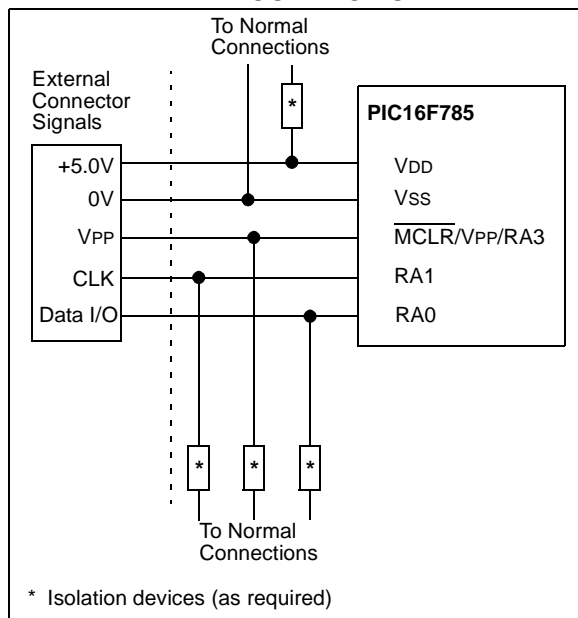 To Normal
Connections
External
Connector
Signals
*
PIC16F785
+5.0V
VDD
0V
VSS
VPP
MCLR/VPP/RA3
CLK
RA1
Data I/O
RA0
* * *
To Normal
Connections
* Isolation devices (as required)